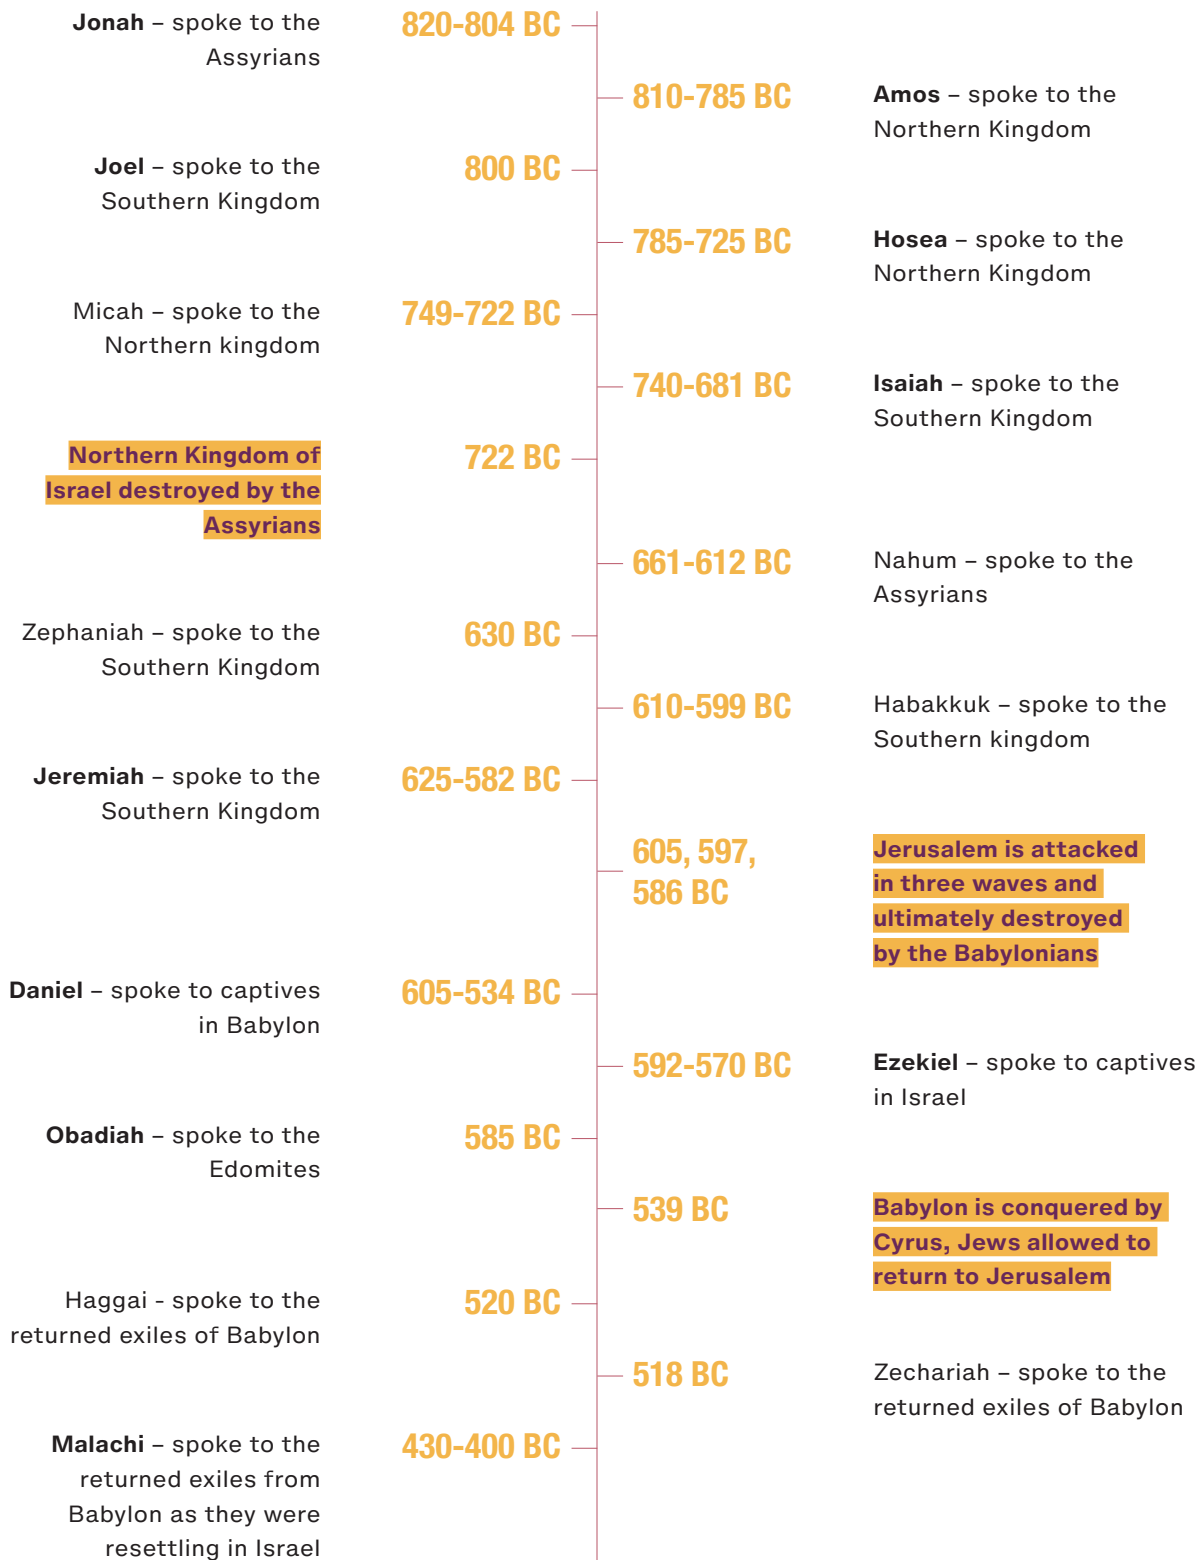 Jonah – spoke to the
Assyrians
820-804 BC
810-785 BC
Amos – spoke to the
Northern Kingdom
Joel – spoke to the
Southern Kingdom
800 BC
785-725 BC
Hosea – spoke to the
Northern Kingdom
Micah – spoke to the
Northern kingdom
749-722 BC
740-681 BC
Isaiah – spoke to the
Southern Kingdom
Northern Kingdom of
Israel destroyed by the
Assyrians
722 BC
661-612 BC
Nahum – spoke to the
Assyrians
Zephaniah – spoke to the
Southern Kingdom
630 BC
610-599 BC
Habakkuk – spoke to the
Southern kingdom
Jeremiah – spoke to the
Southern Kingdom
625-582 BC
605, 597,
586 BC
Jerusalem is attacked
in three waves and
ultimately destroyed
by the Babylonians
Daniel – spoke to captives
in Babylon
605-534 BC
592-570 BC
Ezekiel – spoke to captives
in Israel
Obadiah – spoke to the
Edomites
585 BC
539 BC
Babylon is conquered by
Cyrus, Jews allowed to
return to Jerusalem
Haggai - spoke to the
returned exiles of Babylon
520 BC
518 BC
Zechariah – spoke to the
returned exiles of Babylon
Malachi – spoke to the
returned exiles from
Babylon as they were
resettling in Israel
430-400 BC